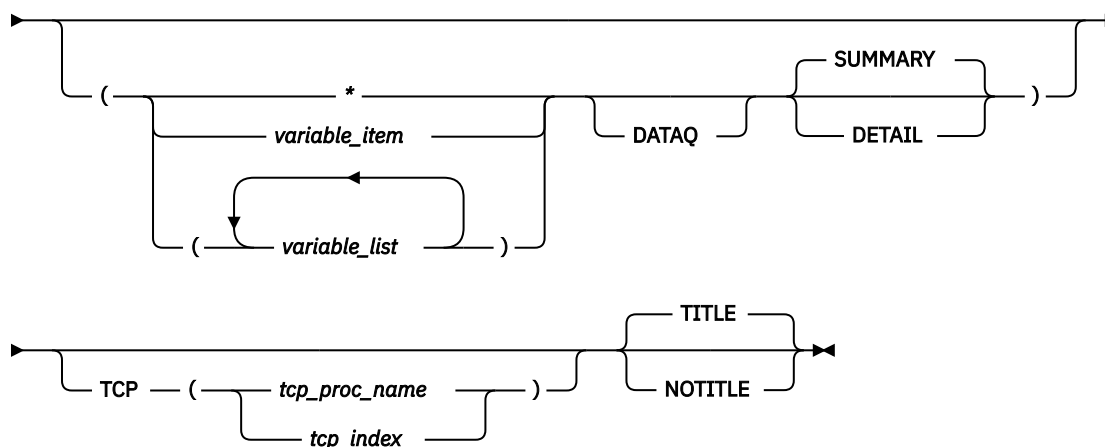 SUMMARY
( * ) 
variable_item DATAQ DETAIL
( variable_list )
TITLE
TCP ( tcp_proc_name ) NOTITLE
tcp_index